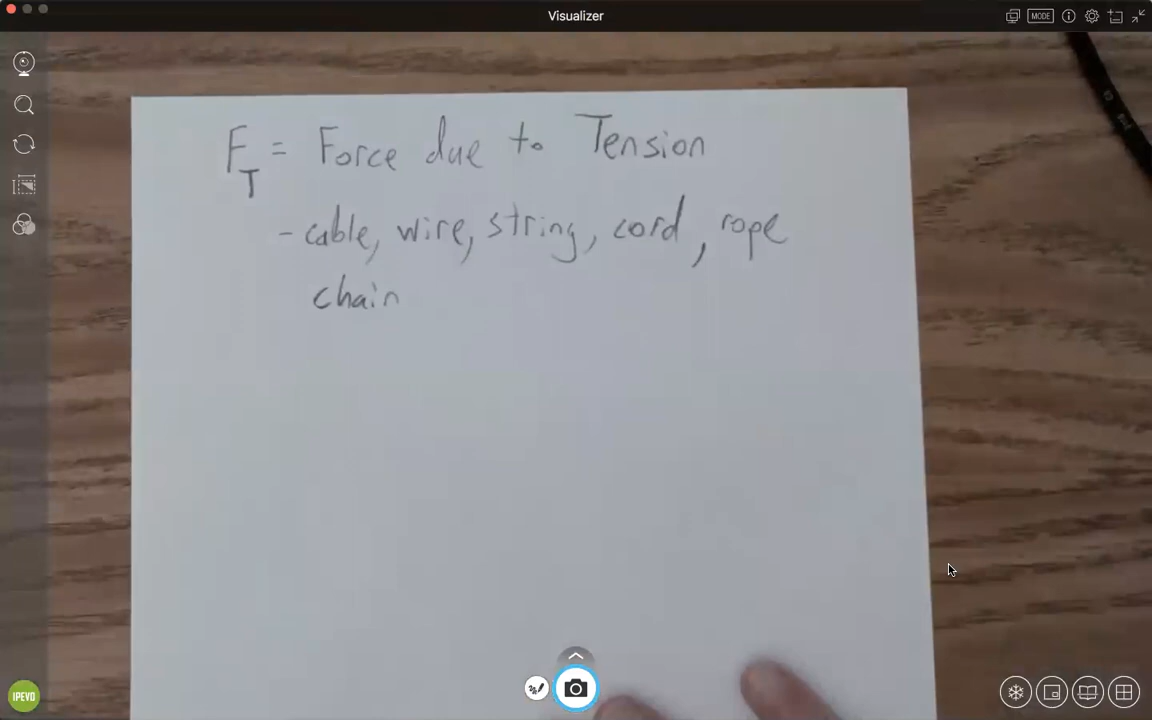 Visualizer
MODE
F_T = Force due to Tension
- cable, wire, string, cord, rope
chain
IPEVO